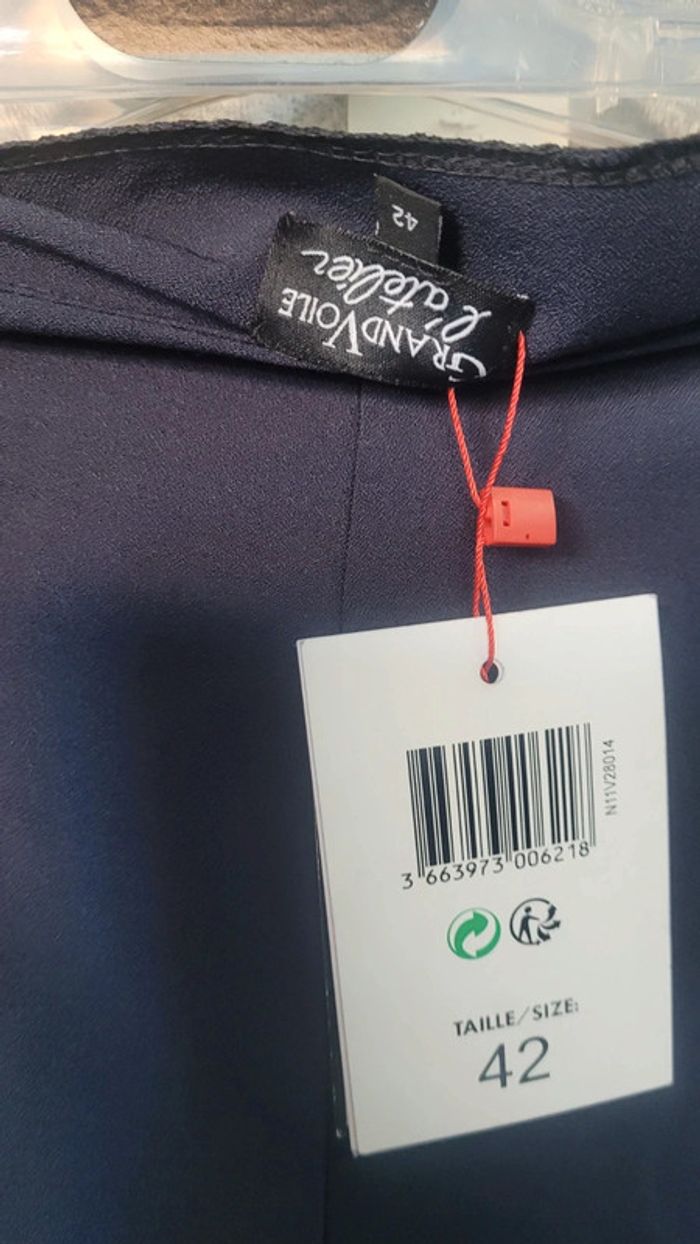 42
GRANDVOILE
l'atelier
N11V28014
3 663973 006218
TAILLE/SIZE:
42